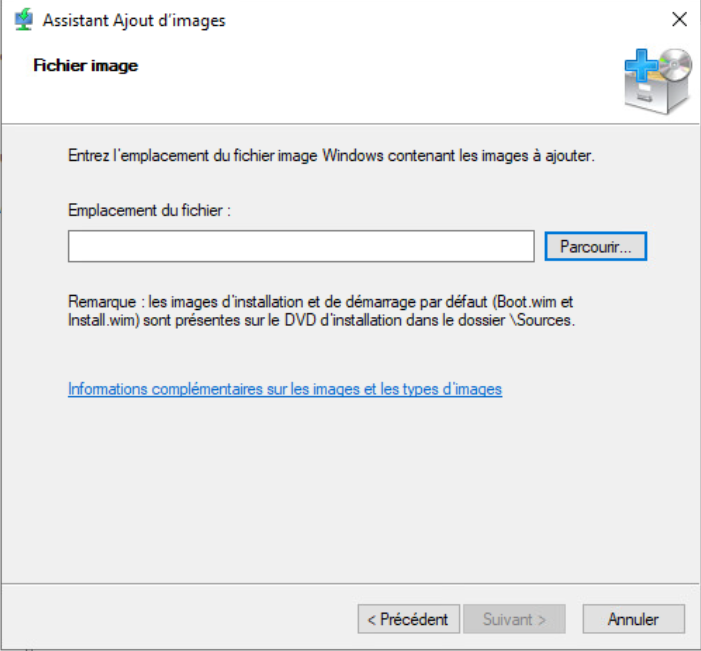 Assistant Ajout d'images
Fichier image
Entrez l'emplacement du fichier image Windows contenant les images à ajouter.
Emplacement du fichier :
Parcourir...
Remarque : les images d'installation et de démarrage par défaut (Boot.wim et
Install.wim) sont présentes sur le DVD d'installation dans le dossier \Sources.
Informations complémentaires sur les images et les types d'images
< Précédent
Suivant >
Annuler